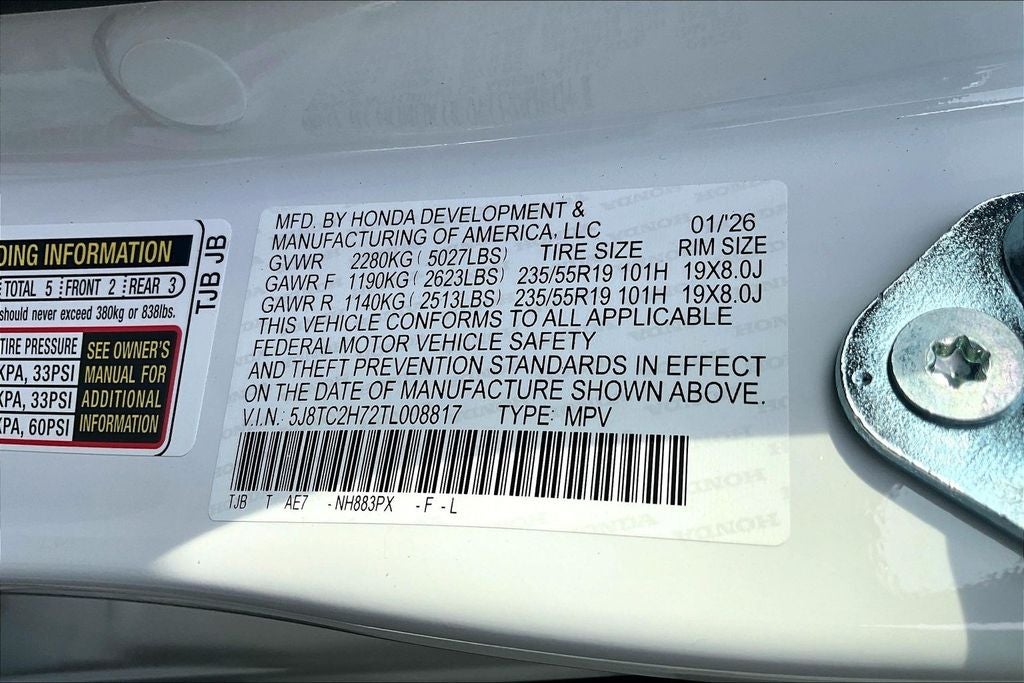 DING INFORMATION
TOTAL 5 FRONT 2 REAR 3
should never exceed 380kg or 838lbs.
TIRE PRESSURE
KPA, 33PSI
KPA, 33PSI
KPA, 60PSI
SEE OWNER'S
MANUAL FOR
ADDITIONAL
INFORMATION
TJB JB
MFD. BY HONDA DEVELOPMENT &
MANUFACTURING OF AMERICA, LLC 01/'26
GVWR 2280KG (5027LBS) TIRE SIZE RIM SIZE
GAWR F 1190KG (2623LBS) 235/55R19 101H 19X8.0J
GAWR R 1140KG (2513LBS) 235/55R19 101H 19X8.0J
THIS VEHICLE CONFORMS TO ALL APPLICABLE
FEDERAL MOTOR VEHICLE SAFETY
AND THEFT PREVENTION STANDARDS IN EFFECT
ON THE DATE OF MANUFACTURE SHOWN ABOVE.
V.I.N.: 5J8TC2H72TL008817 TYPE: MPV
TJB T AE7 -NH883PX -F-L